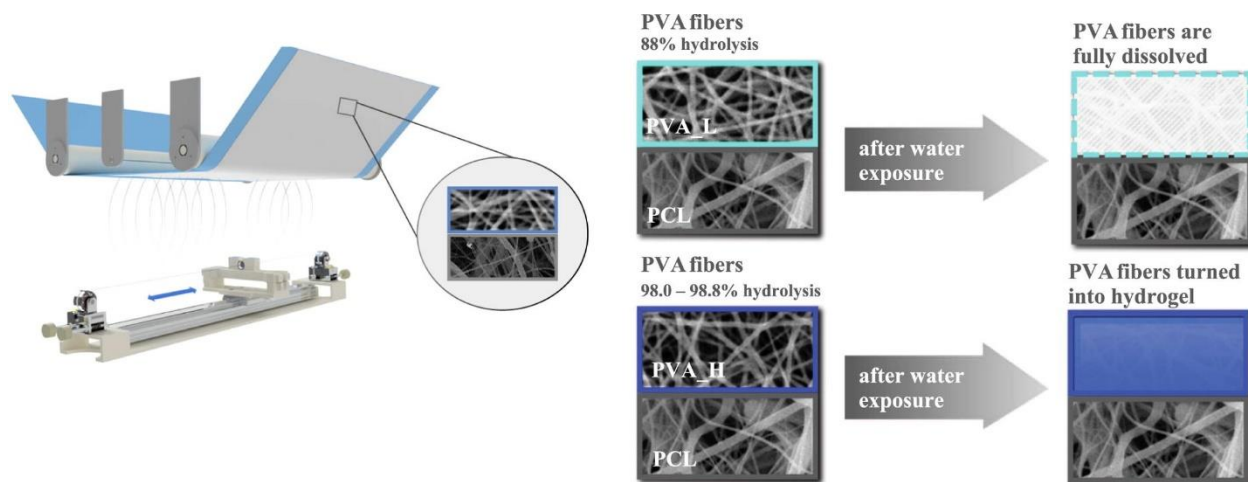 PVA fibers
88% hydrolysis
PVA_L
PCL
after water
exposure
PVA fibers are
fully dissolved
PVA fibers
98.0 – 98.8% hydrolysis
PVA_H
PCL
after water
exposure
PVA fibers turned
into hydrogel